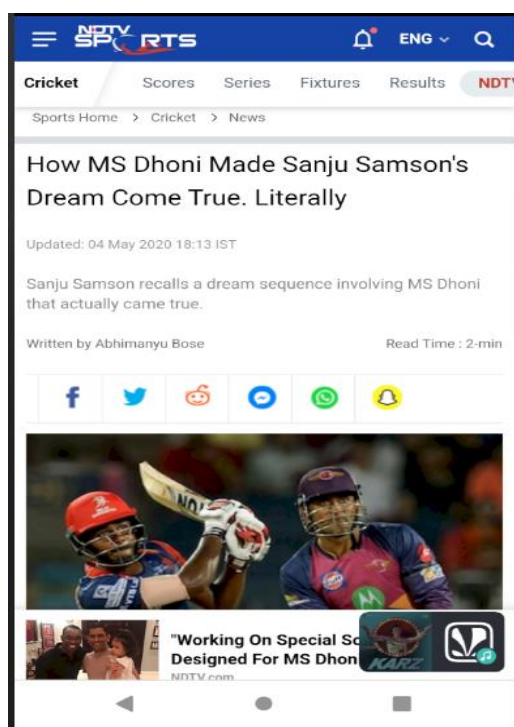 NDTV
SPORTS
ENG
Cricket Scores Series Fixtures Results
Sports Home > Cricket > News
How MS Dhoni Made Sanju Samson's
Dream Come True. Literally
Updated: 04 May 2020 18:13 IST
Sanju Samson recalls a dream sequence involving MS Dhoni
that actually came true.
Written by Abhimanyu Bose Read Time : 2-min
"Working On Special
Designed For MS
NDTV.com
KARZ